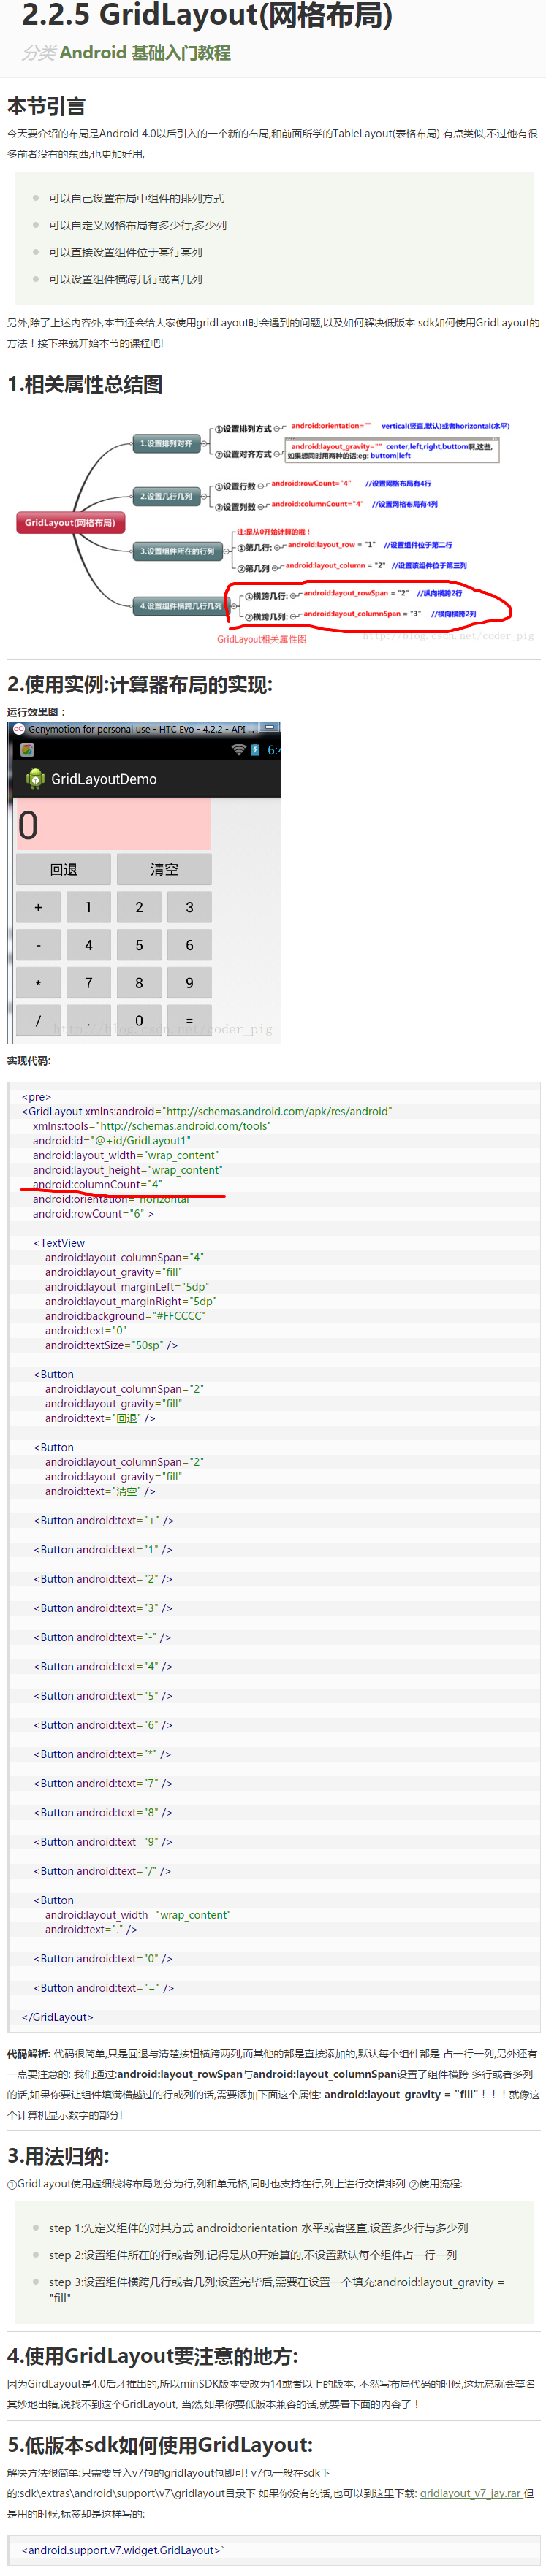 2.2.5 GridLayout(网格布局)
分类 Android 基础入门教程
本节引言
今天要介绍的布局是Android 4.0以后引入的一个新的布局,和前面所学的TableLayout(表格布局) 有点类似,不过他有很
多前者没有的东西,也更加好用,
可以自己设置布局中组件的排列方式
可以自定义网格布局有多少行,多少列
可以直接设置组件位于某行某列
可以设置组件横跨几行或者几列
另外,除了上述内容外,本节还会给大家使用gridLayout时会遇到的问题,以及如何解决低版本 sdk如何使用GridLayout的
方法！接下来就开始本节的课程吧!
1.相关属性总结图
GridLayout(网格布局)
1.设置排列对齐
①设置排列方式 android:orientation="" vertical(竖直,默认)或者horizontal(水平)
②设置对齐方式 android:layout_gravity="" center,left,right,buttom啊,这些,
如果想同时用两种的话:eg: buttom|left
2.设置几行几列
①设置行数 android:rowCount="4" //设置网格布局有4行
②设置列数 android:columnCount="4" //设置网格布局有4列
3.设置组件所在的行列
注:是从0开始计算的哦！
①第几行: android:layout_row = "1" //设置组件位于第二行
②第几列 android:layout_column = "2" //设置该组件位于第三列
4.设置组件横跨几行几列
①横跨几行: android:layout_rowSpan = "2" //纵向横跨2行
②横跨几列: android:layout_columnSpan = "3" //横向横跨2列
GridLayout相关属性图
http://blog.csdn.net/coder_pig
2.使用实例:计算器布局的实现:
运行效果图：
Genymotion for personal use - HTC Evo - 4.2.2 - API ...
6:4
GridLayoutDemo
0
回退 清空
+ 1 2 3
- 4 5 6
* 7 8 9
/ . 0 =
http://blog.csdn.net/coder_pig
实现代码:
<pre>
<GridLayout xmlns:android="http://schemas.android.com/apk/res/android"
xmlns:tools="http://schemas.android.com/tools"
android:id="@+id/GridLayout1"
android:layout_width="wrap_content"
android:layout_height="wrap_content"
android:columnCount="4"
android:orientation="horizontal"
android:rowCount="6" >
<TextView
android:layout_columnSpan="4"
android:layout_gravity="fill"
android:layout_marginLeft="5dp"
android:layout_marginRight="5dp"
android:background="#FFCCCC"
android:text="0"
android:textSize="50sp" />
<Button
android:layout_columnSpan="2"
android:layout_gravity="fill"
android:text="回退" />
<Button
android:layout_columnSpan="2"
android:layout_gravity="fill"
android:text="清空" />
<Button android:text="+" />
<Button android:text="1" />
<Button android:text="2" />
<Button android:text="3" />
<Button android:text="-" />
<Button android:text="4" />
<Button android:text="5" />
<Button android:text="6" />
<Button android:text="*" />
<Button android:text="7" />
<Button android:text="8" />
<Button android:text="9" />
<Button android:text="/" />
<Button
android:layout_width="wrap_content"
android:text="." />
<Button android:text="0" />
<Button android:text="=" />
</GridLayout>
代码解析: 代码很简单,只是回退与清楚按钮横跨两列,而其他的都是直接添加的,默认每个组件都是 占一行一列,另外还有
一点要注意的: 我们通过:android:layout_rowSpan与android:layout_columnSpan设置了组件横跨 多行或者多列
的话,如果你要让组件填满横越过的行或列的话,需要添加下面这个属性: android:layout_gravity = "fill"！！！就像这
个计算机显示数字的部分!
3.用法归纳:
①GridLayout使用虚细线将布局划分为行,列和单元格,同时也支持在行,列上进行交错排列 ②使用流程:
step 1:先定义组件的对其方式 android:orientation 水平或者竖直,设置多少行与多少列
step 2:设置组件所在的行或者列,记得是从0开始算的,不设置默认每个组件占一行一列
step 3:设置组件横跨几行或者几列;设置完毕后,需要在设置一个填充:android:layout_gravity =
"fill"
4.使用GridLayout要注意的地方:
因为GirdLayout是4.0后才推出的,所以minSDK版本要改为14或者以上的版本, 不然写布局代码的时候,这玩意就会莫名
其妙地出错,说找不到这个GridLayout, 当然,如果你要低版本兼容的话,就要看下面的内容了！
5.低版本sdk如何使用GridLayout:
解决方法很简单:只需要导入v7包的gridlayout包即可! v7包一般在sdk下
的:sdk\extras\android\support\v7\gridlayout目录下 如果你没有的话,也可以到这里下载: gridlayout_v7_jay.rar 但
是用的时候,标签却是这样写的:
<android.support.v7.widget.GridLayout>`